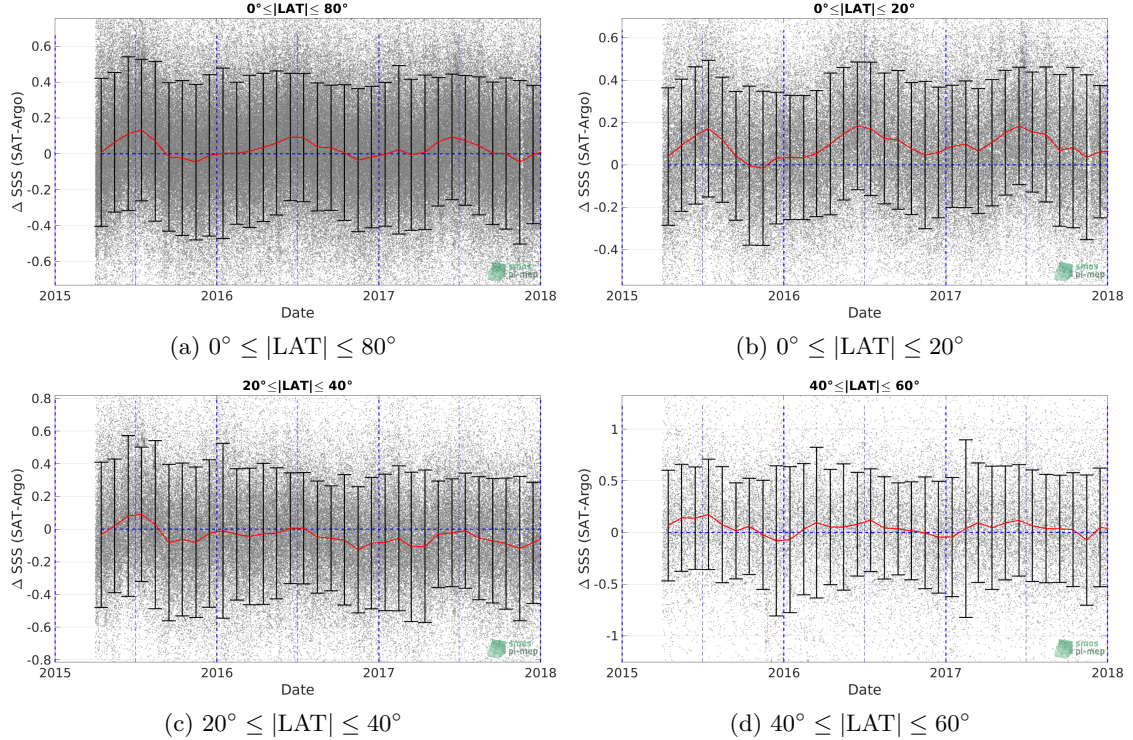 0°≤|LAT|≤ 80°
0.6
0.4
0.2
0
-0.2
-0.4
-0.6
Δ SSS (SAT-Argo)
2015
2016
2017
2018
Date
smos
pi-mep
(a) 0° ≤ |LAT| ≤ 80°
0°≤|LAT|≤ 20°
0.6
0.4
0.2
0
-0.2
-0.4
Δ SSS (SAT-Argo)
2015
2016
2017
2018
Date
smos
pi-mep
(b) 0° ≤ |LAT| ≤ 20°
20°≤|LAT|≤ 40°
0.8
0.6
0.4
0.2
0
-0.2
-0.4
-0.6
-0.8
Δ SSS (SAT-Argo)
2015
2016
2017
2018
Date
smos
pi-mep
(c) 20° ≤ |LAT| ≤ 40°
40°≤|LAT|≤ 60°
1
0.5
0
-0.5
-1
Δ SSS (SAT-Argo)
2015
2016
2017
2018
Date
smos
pi-mep
(d) 40° ≤ |LAT| ≤ 60°